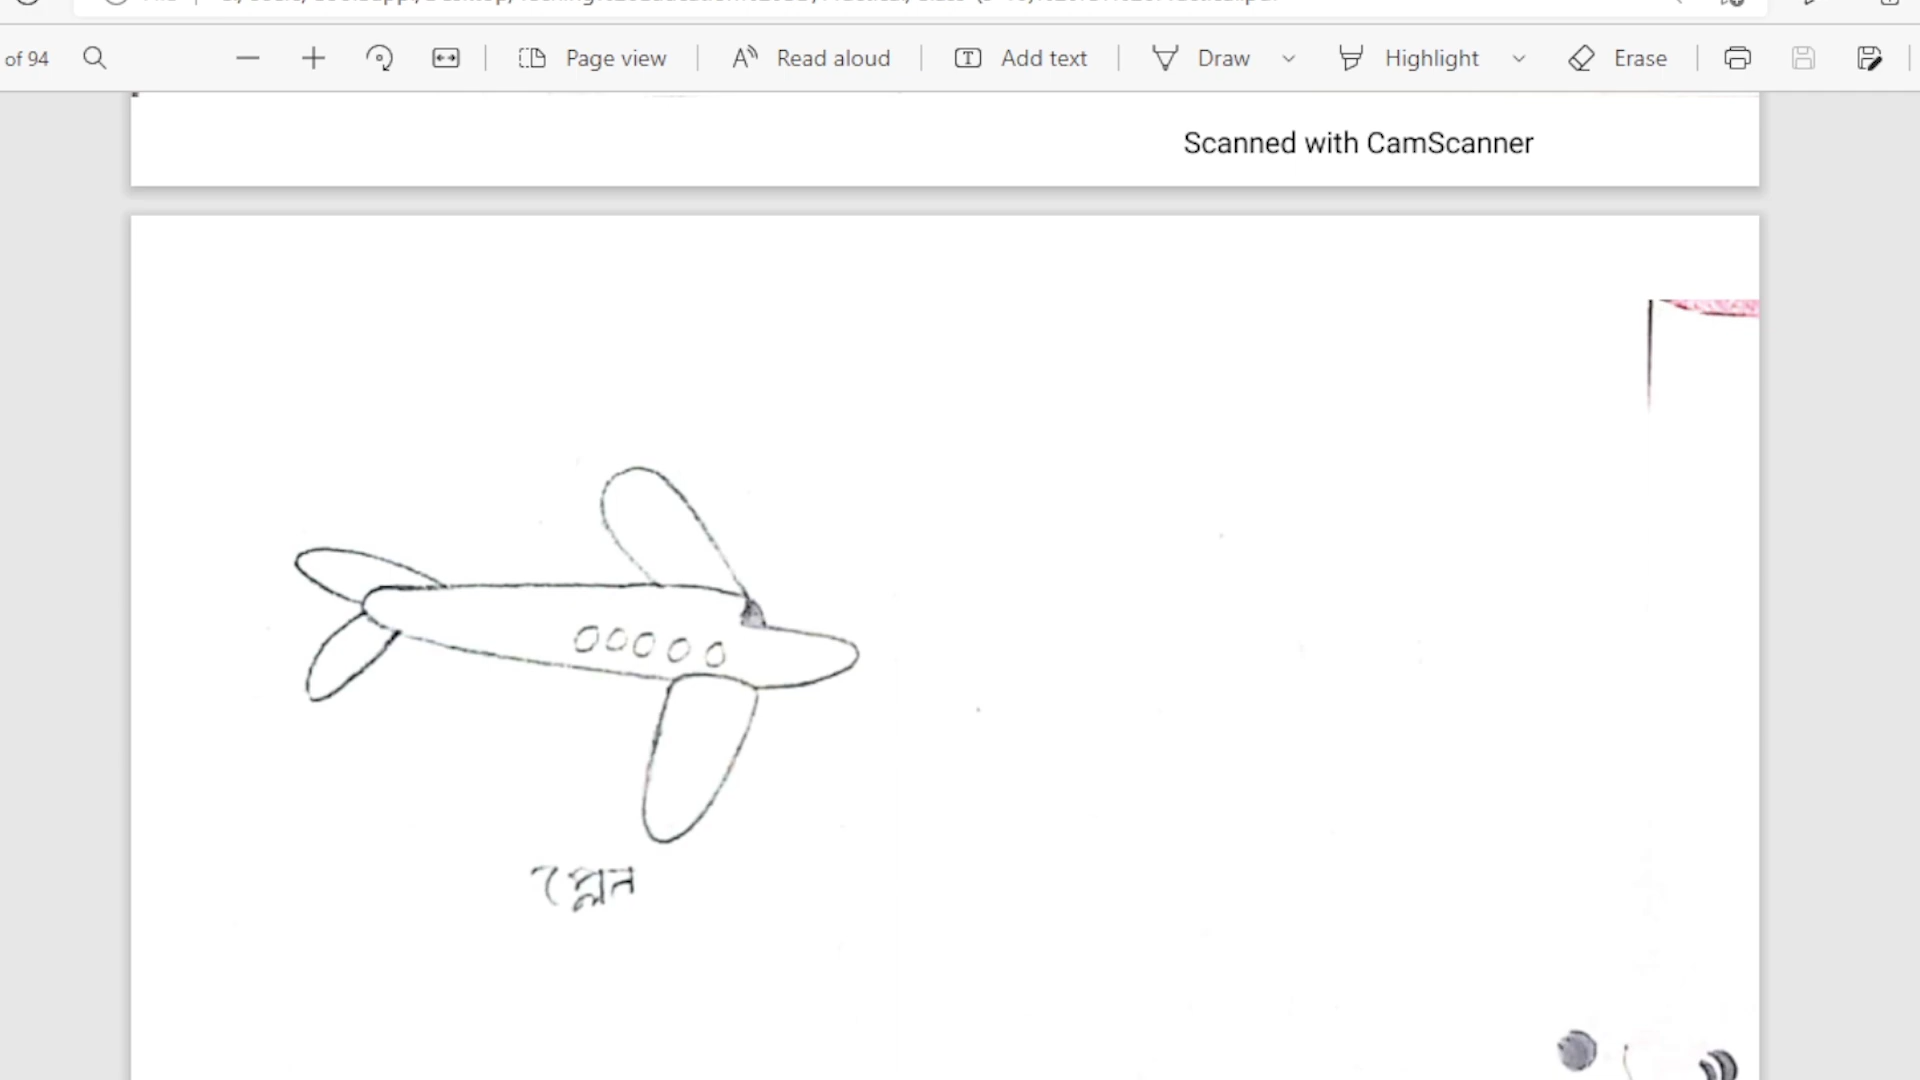 of 94 Page view Read aloud Add text Draw Highlight Erase
Scanned with CamScanner
প্লেন